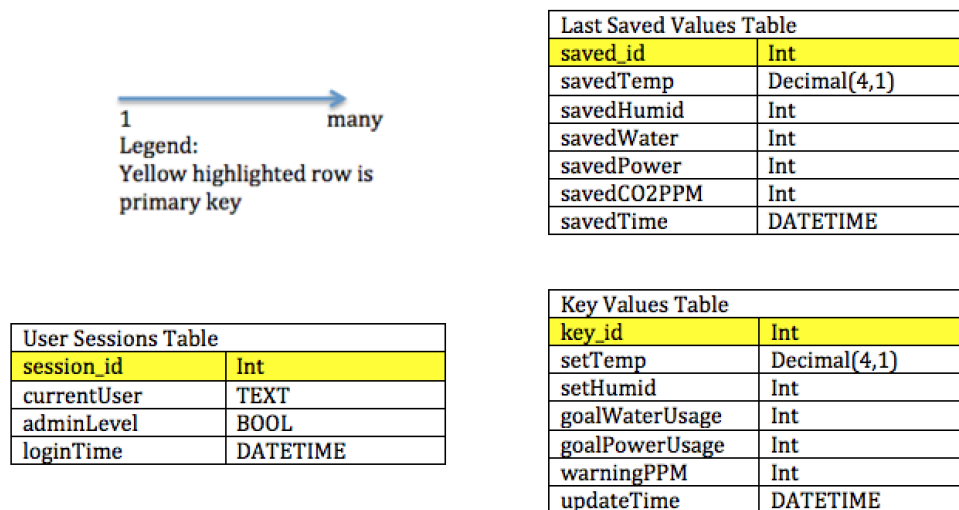 1 many
Legend:
Yellow highlighted row is
primary key
Last Saved Values Table
saved_id Int
savedTemp Decimal(4,1)
savedHumid Int
savedWater Int
savedPower Int
savedCO2PPM Int
savedTime DATETIME
User Sessions Table
session_id Int
currentUser TEXT
adminLevel BOOL
loginTime DATETIME
Key Values Table
key_id Int
setTemp Decimal(4,1)
setHumid Int
goalWaterUsage Int
goalPowerUsage Int
warningPPM Int
updateTime DATETIME